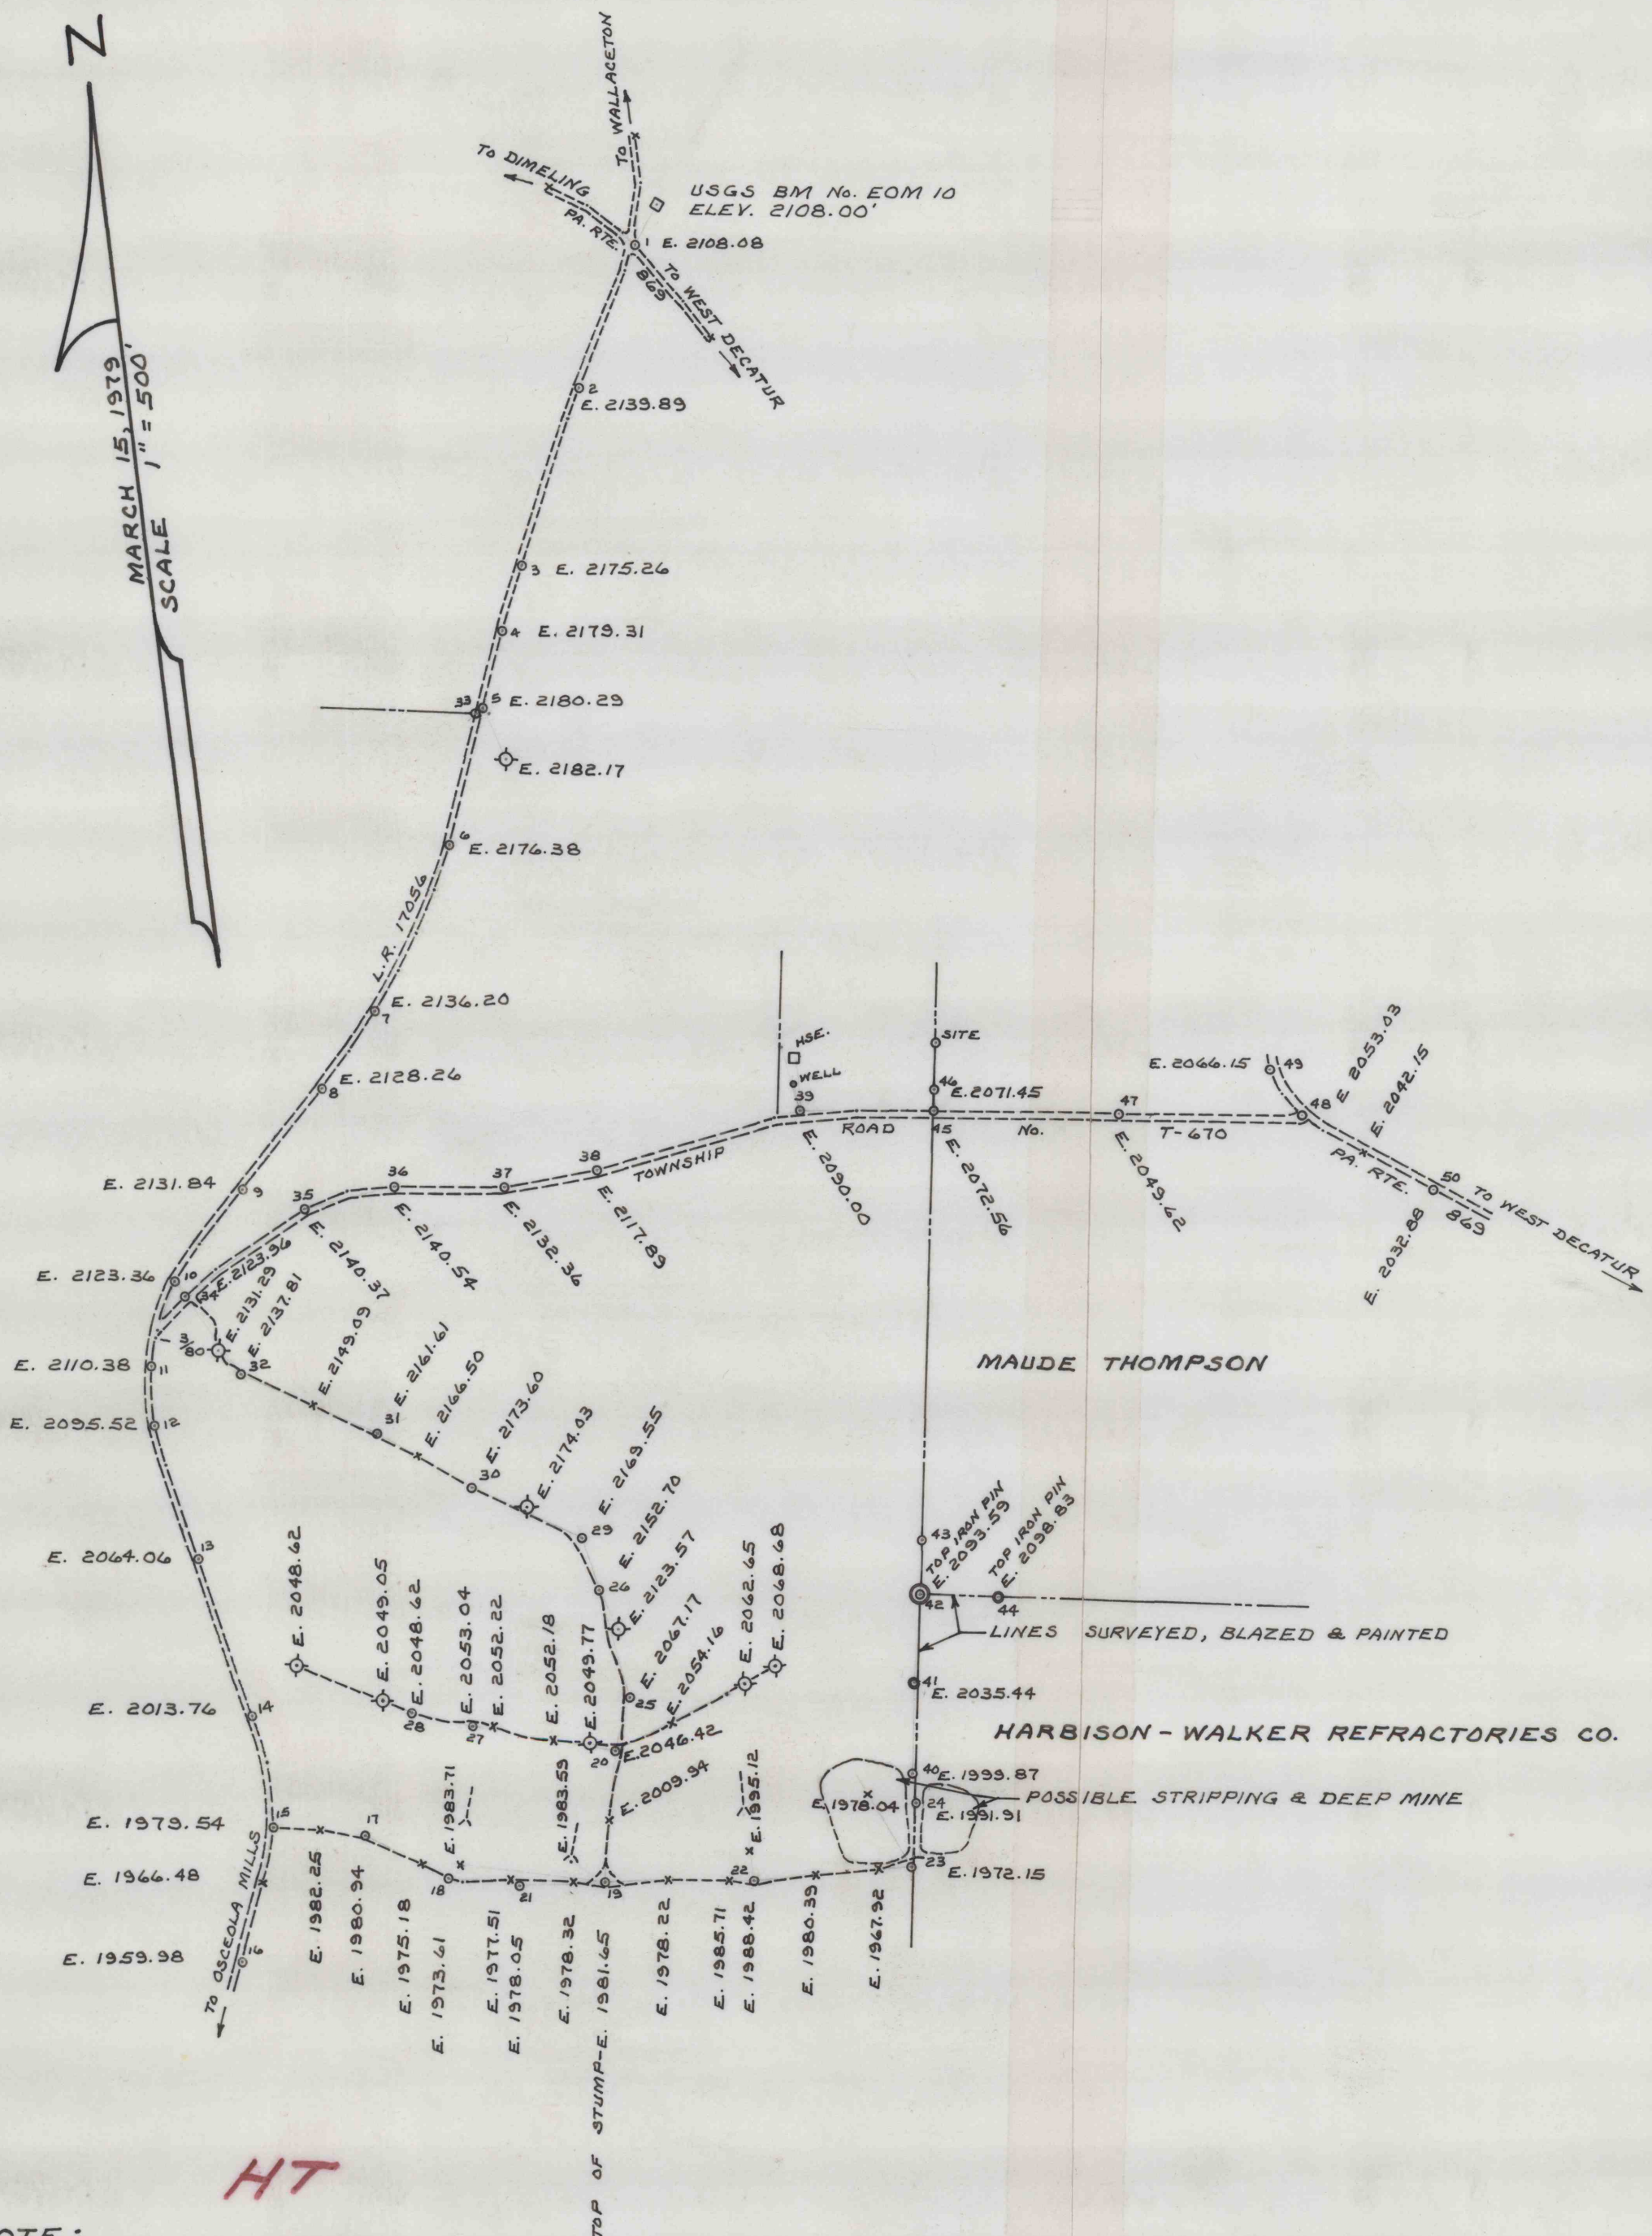 N
MARCH 15, 1979
SCALE 1" = 500'
TO WALLACETON
TO DIMELING
PA. RTE.
869
TO WEST DECATUR
USGS BM No. EOM 10
ELEV. 2108.00'
1 E. 2108.08
2
E. 2139.89
3 E. 2175.26
4 E. 2179.31
33
5 E. 2180.29
E. 2182.17
6
E. 2176.38
L.R. 17056
E. 2136.20
7
E. 2128.26
8
E. 2131.84
9
E. 2123.36
10
34
E. 2123.96
E. 2110.38
11
3/80
E. 2131.29
E. 2137.81
32
E. 2095.52
12
35
E. 2140.37
36
E. 2140.54
37
E. 2132.36
38
E. 2117.89
TOWNSHIP
ROAD
No.
T-670
HSE.
WELL
39
E. 2090.00
SITE
46
E. 2071.45
45
E. 2072.56
47
E. 2049.62
E. 2066.15
49
48
E. 2053.03
E. 2042.15
PA. RTE.
869
50
E. 2032.88
TO WEST DECATUR
MAUDE THOMPSON
E. 2149.09
31
E. 2161.61
E. 2166.50
30
E. 2173.60
E. 2174.03
29
E. 2169.55
26
E. 2152.70
E. 2123.57
25
E. 2067.17
E. 2054.16
E. 2062.65
E. 2068.68
43
TOP IRON PIN
E. 2093.59
42
TOP IRON PIN
E. 2098.83
44
LINES SURVEYED, BLAZED & PAINTED
E. 2064.06
13
E. 2048.62
E. 2049.05
28
E. 2048.62
27
E. 2053.04
E. 2052.22
E. 2052.18
E. 2049.77
20
E. 2046.42
41
E. 2035.44
E. 2013.76
14
HARBISON-WALKER REFRACTORIES CO.
E. 2009.94
E. 1983.71
E. 1983.59
E. 1995.12
E. 1978.04
40
E. 1999.87
24
E. 1991.91
POSSIBLE STRIPPING & DEEP MINE
E. 1979.54
15
17
E. 1966.48
18
21
19
22
23
E. 1972.15
E. 1959.98
16
TO OSCEOLA MILLS
E. 1982.25
E. 1980.94
E. 1975.18
E. 1973.61
E. 1977.51
E. 1978.05
E. 1978.32
TOP OF STUMP-E. 1981.65
E. 1978.22
E. 1985.71
E. 1988.42
E. 1980.39
E. 1967.92
HT